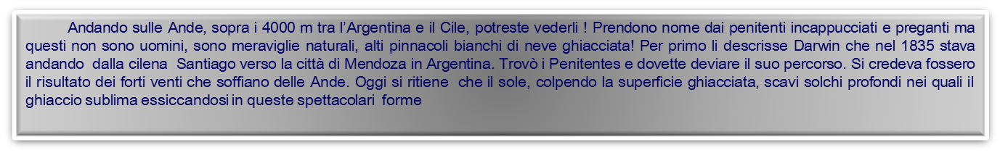 Andando sulle Ande, sopra i 4000 m tra l’Argentina e il Cile, potreste vederli ! Prendono nome dai penitenti incappucciati e preganti ma
questi non sono uomini, sono meraviglie naturali, alti pinnacoli bianchi di neve ghiacciata! Per primo li descrisse Darwin che nel 1835 stava
andando dalla cilena Santiago verso la città di Mendoza in Argentina. Trovò i Penitentes e dovette deviare il suo percorso. Si credeva fossero
il risultato dei forti venti che soffiano delle Ande. Oggi si ritiene che il sole, colpendo la superficie ghiacciata, scavi solchi profondi nei quali il
ghiaccio sublima essiccandosi in queste spettacolari forme